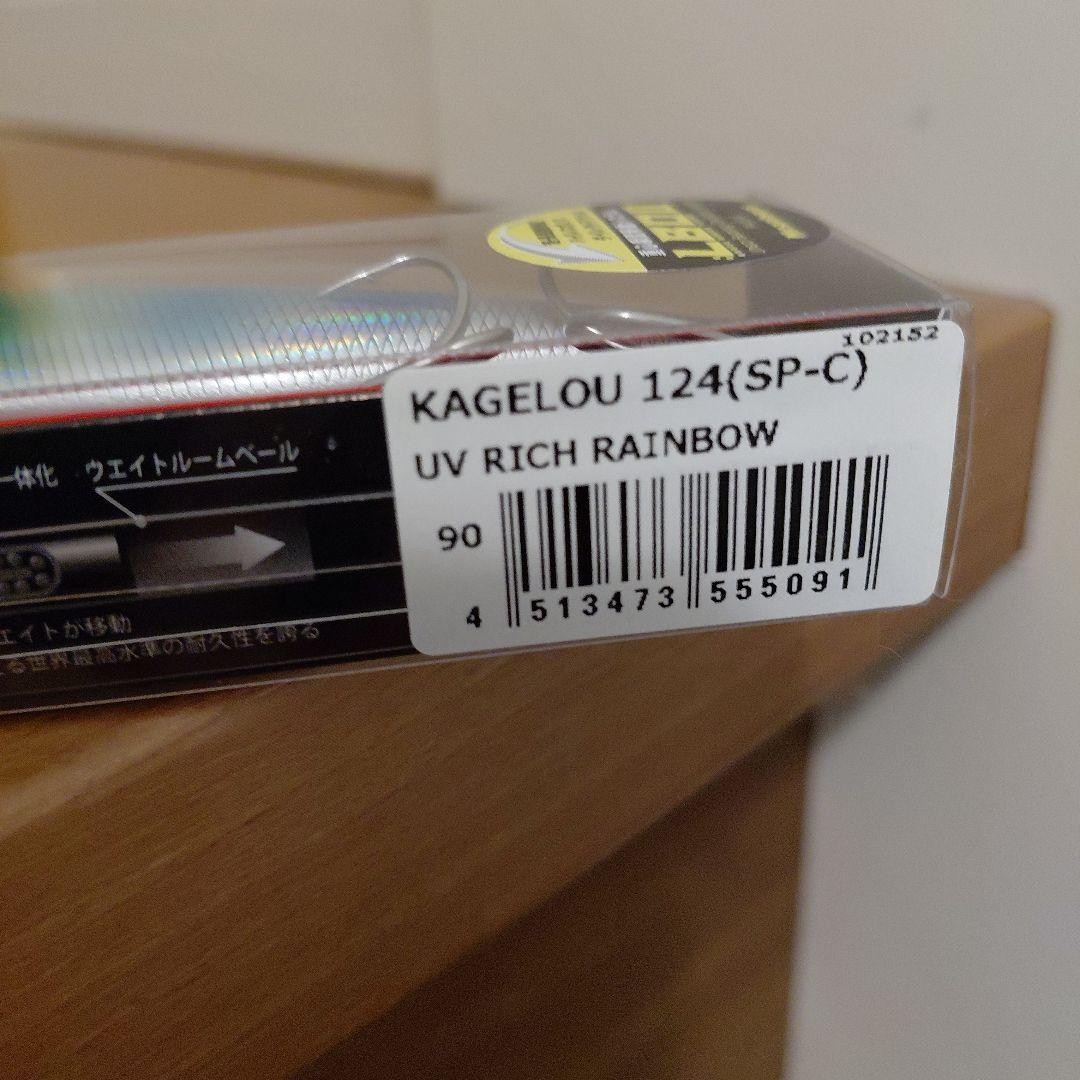 102152
KAGELOU 124(SP-C)
UV RICH RAINBOW
90
4 513473 555091
一体化 ウエイトルームベール
エイトが移動
る世界最高水準の耐久性を誇る